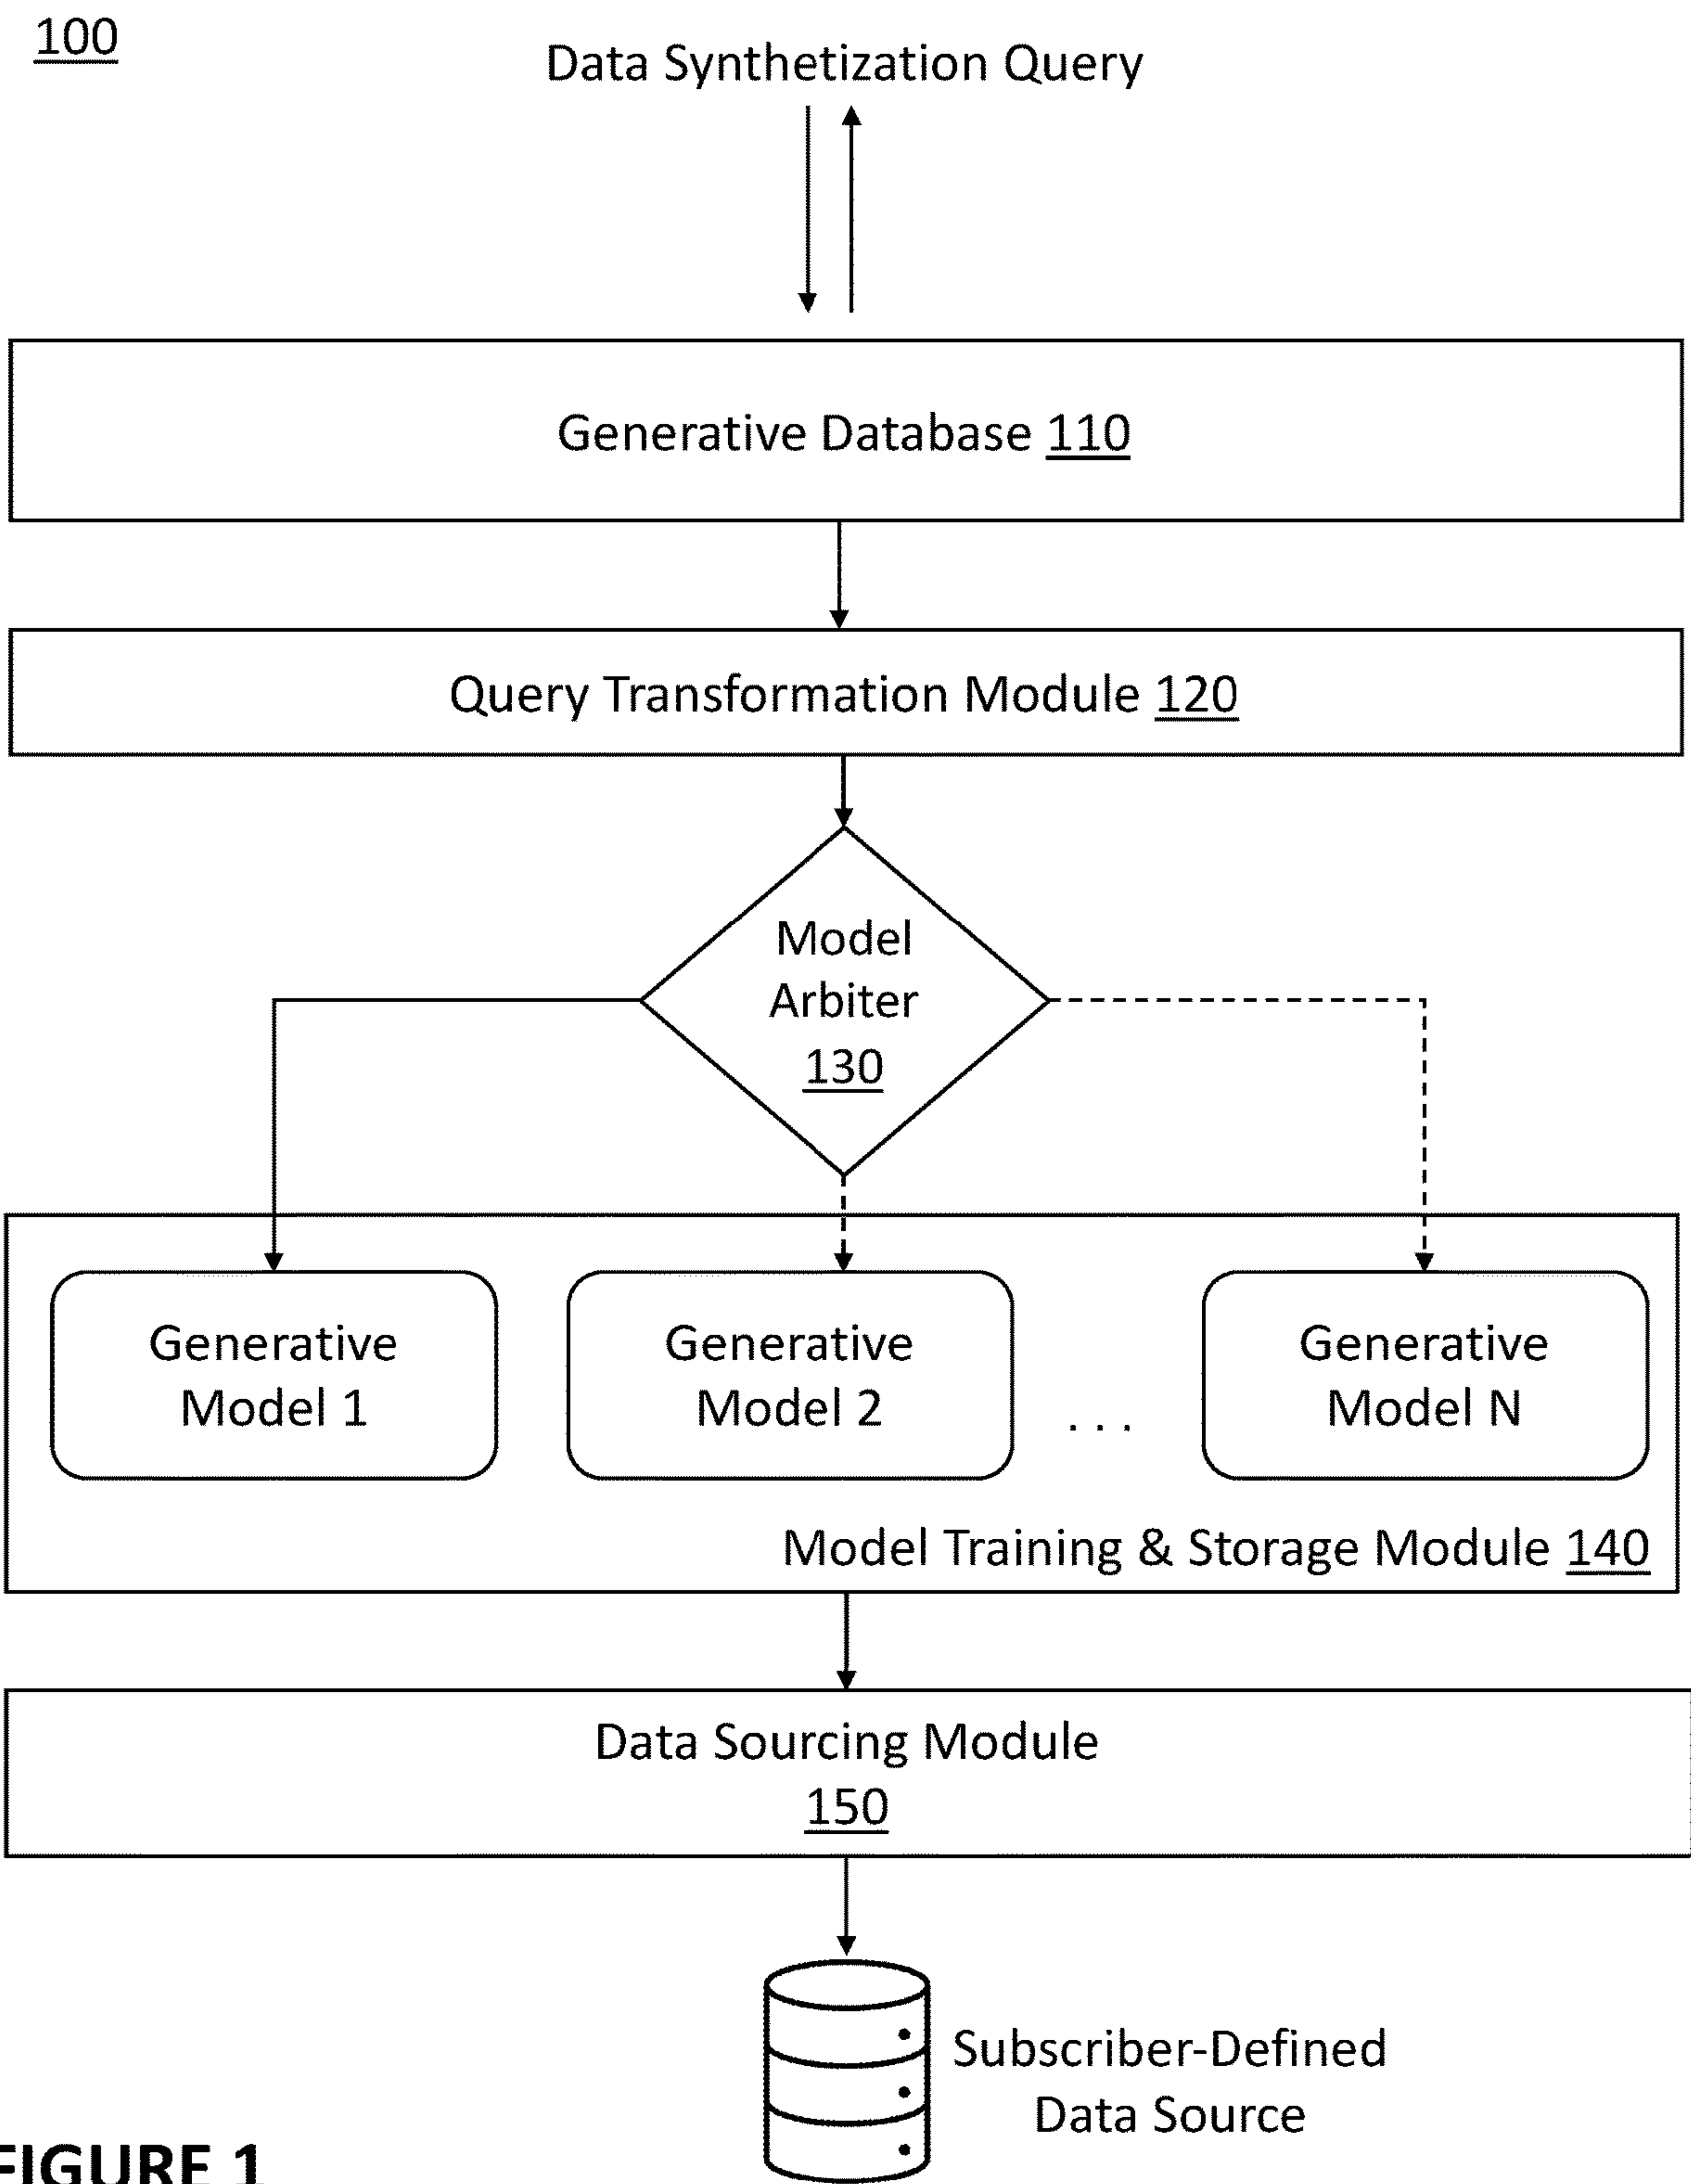 100
Data Synthetization Query
Generative Database 110
Query Transformation Module 120
Model
Arbiter
130
Generative
Model 1
Generative
Model 2
. . .
Generative
Model N
Model Training & Storage Module 140
Data Sourcing Module
150
Subscriber-Defined
Data Source
FIGURE 1